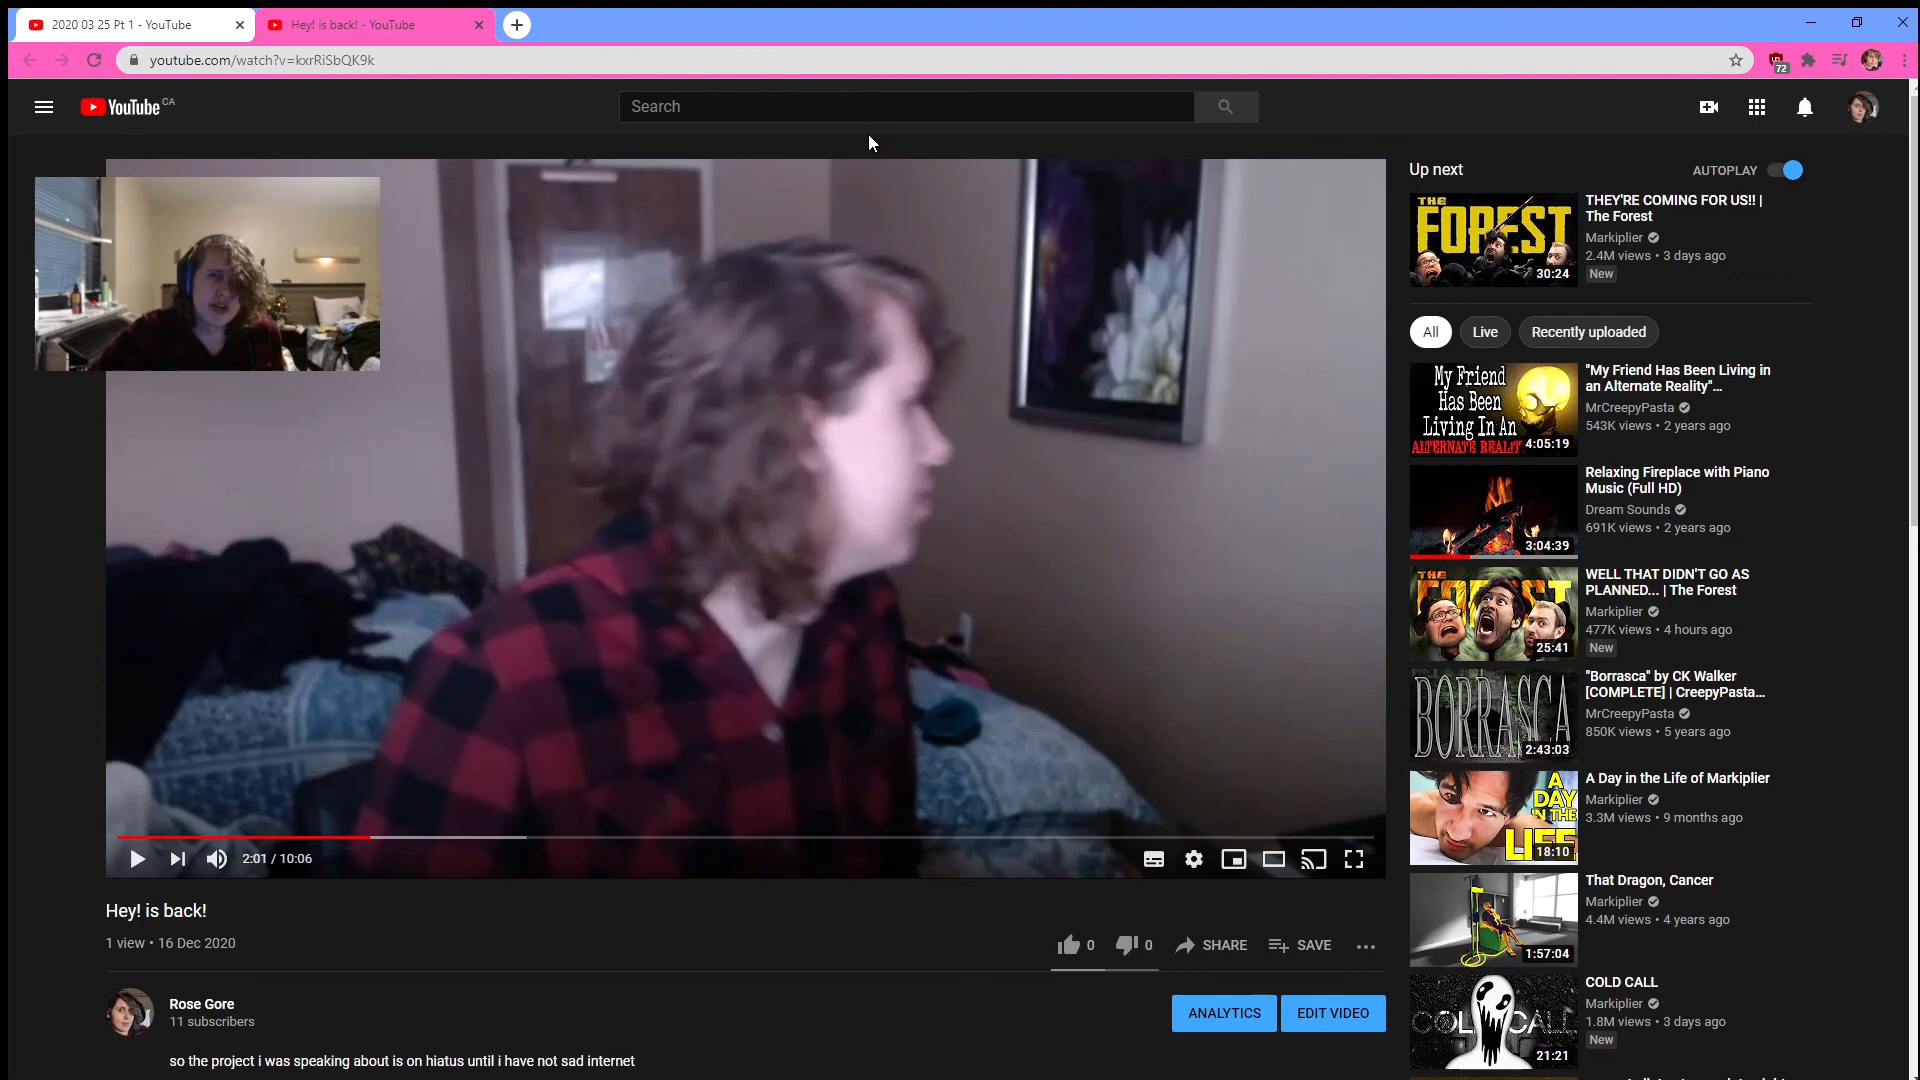 2020 03 25 Pt 1 - YouTube
Hey! is back! - YouTube
youtube.com/watch?v=kxrRiSbQK9k
72
YouTube CA
Search
Up next
AUTOPLAY
THE FOREST
30:24
THEY'RE COMING FOR US!! |
The Forest
Markiplier
2.4M views • 3 days ago
New
All
Live
Recently uploaded
My Friend
Has Been
Living In An
ALTERNATE REALIT
4:05:19
"My Friend Has Been Living in
an Alternate Reality"...
MrCreepyPasta
543K views • 2 years ago
3:04:39
Relaxing Fireplace with Piano
Music (Full HD)
Dream Sounds
691K views • 2 years ago
THE
25:41
WELL THAT DIDN'T GO AS
PLANNED... | The Forest
Markiplier
477K views • 4 hours ago
New
BORRASCA
2:43:03
"Borrasca" by CK Walker
[COMPLETE] | CreepyPasta...
MrCreepyPasta
850K views • 5 years ago
A
DAY
IN THE
LIFE
18:10
A Day in the Life of Markiplier
Markiplier
3.3M views • 9 months ago
1:57:04
That Dragon, Cancer
Markiplier
4.4M views • 4 years ago
COLD CALL
21:21
COLD CALL
Markiplier
1.8M views • 3 days ago
New
2:01 / 10:06
Hey! is back!
1 view • 16 Dec 2020
0
0
SHARE
SAVE
Rose Gore
11 subscribers
ANALYTICS
EDIT VIDEO
so the project i was speaking about is on hiatus until i have not sad internet